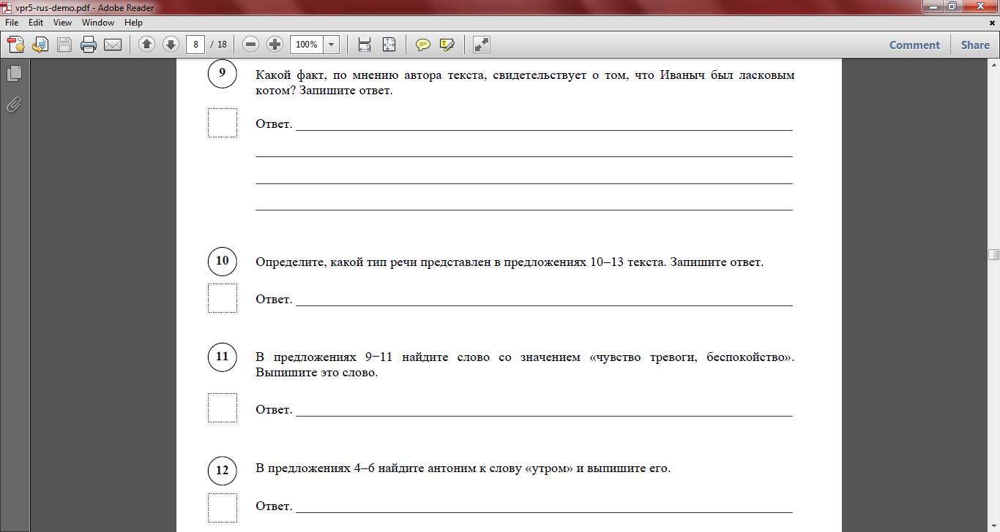 vpr5-rus-demo.pdf - Adobe Reader
File Edit View Window Help
8 / 18 100% Comment Share
9 Какой факт, по мнению автора текста, свидетельствует о том, что Иваныч был ласковым
котом? Запишите ответ.
Ответ.
10 Определите, какой тип речи представлен в предложениях 10–13 текста. Запишите ответ.
Ответ.
11 В предложениях 9−11 найдите слово со значением «чувство тревоги, беспокойство».
Выпишите это слово.
Ответ.
12 В предложениях 4–6 найдите антоним к слову «утром» и выпишите его.
Ответ.